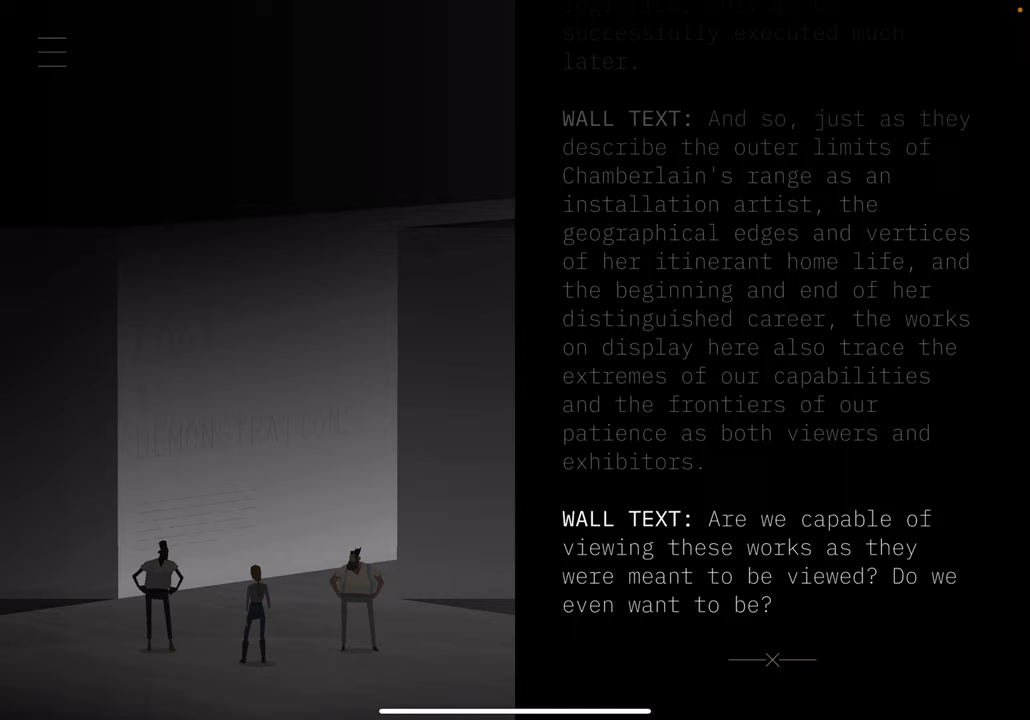 successfully executed much
later.
WALL TEXT: And so, just as they
describe the outer limits of
Chamberlain's range as an
installation artist, the
geographical edges and vertices
of her itinerant home life, and
the beginning and end of her
distinguished career, the works
on display here also trace the
extremes of our capabilities
and the frontiers of our
patience as both viewers and
exhibitors.
WALL TEXT: Are we capable of
viewing these works as they
were meant to be viewed? Do we
even want to be?